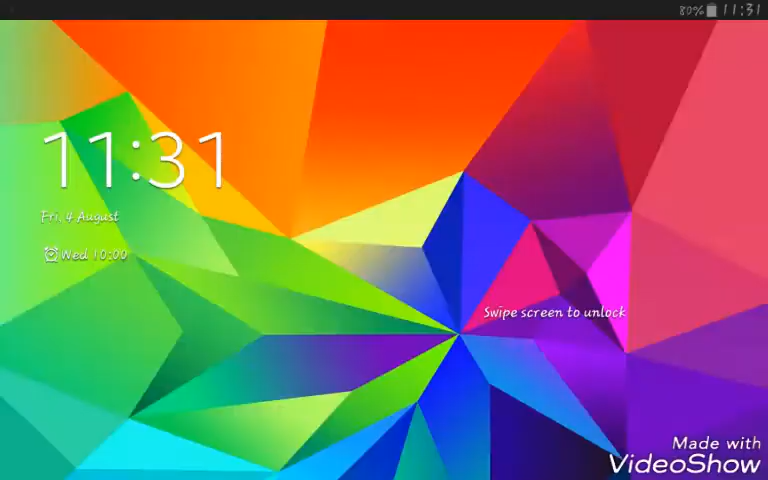 80% 11:31
11:31
Fri, 4 August
Wed 10:00
Swipe screen to unlock
Made with
VideoShow